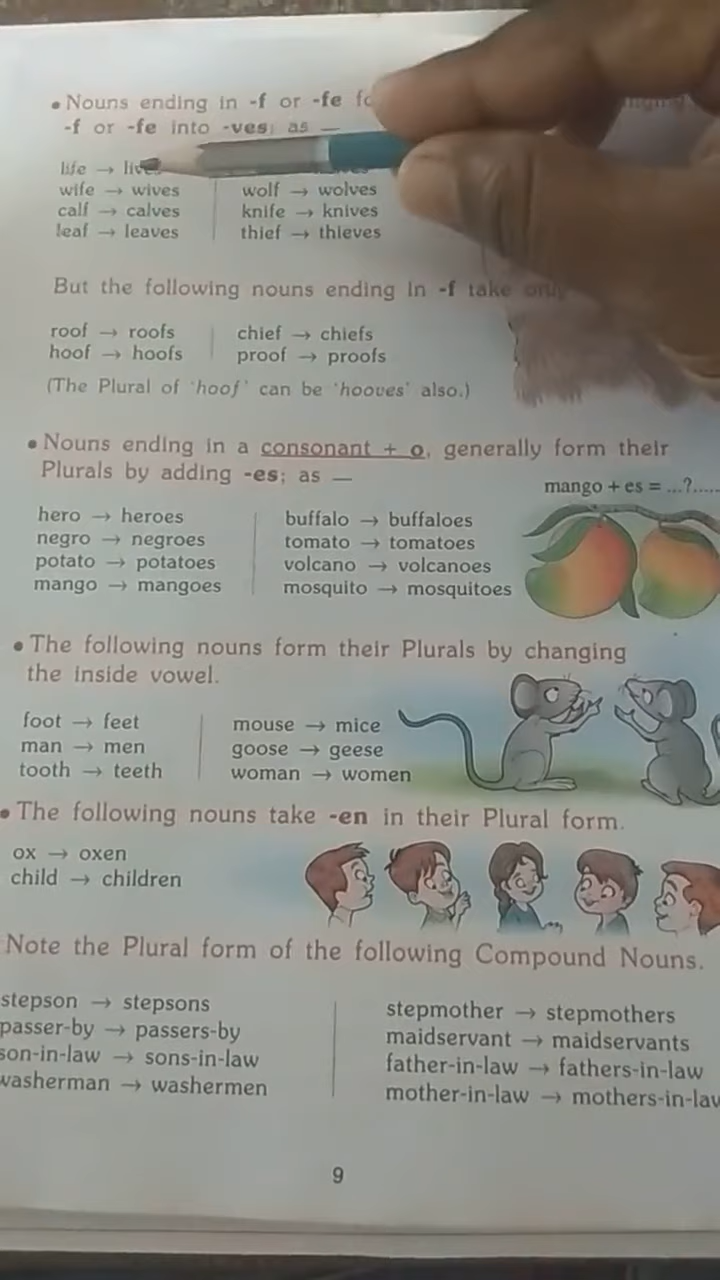 • Nouns ending in -f or -fe
-f or -fe into -ves; as —
life → lives
wife → wives
calf → calves
leaf → leaves
wolf → wolves
knife → knives
thief → thieves
But the following nouns ending in -f take
roof → roofs
hoof → hoofs
chief → chiefs
proof → proofs
(The Plural of 'hoof' can be 'hooves' also.)
• Nouns ending in a consonant + o, generally form their
Plurals by adding -es; as —
mango + es = ...?.....
hero → heroes
negro → negroes
potato → potatoes
mango → mangoes
buffalo → buffaloes
tomato → tomatoes
volcano → volcanoes
mosquito → mosquitoes
• The following nouns form their Plurals by changing
the inside vowel.
foot → feet
man → men
tooth → teeth
mouse → mice
goose → geese
woman → women
• The following nouns take -en in their Plural form.
ox → oxen
child → children
Note the Plural form of the following Compound Nouns.
stepson → stepsons
passer-by → passers-by
son-in-law → sons-in-law
washerman → washermen
stepmother → stepmothers
maidservant → maidservants
father-in-law → fathers-in-law
mother-in-law → mothers-in-law
9